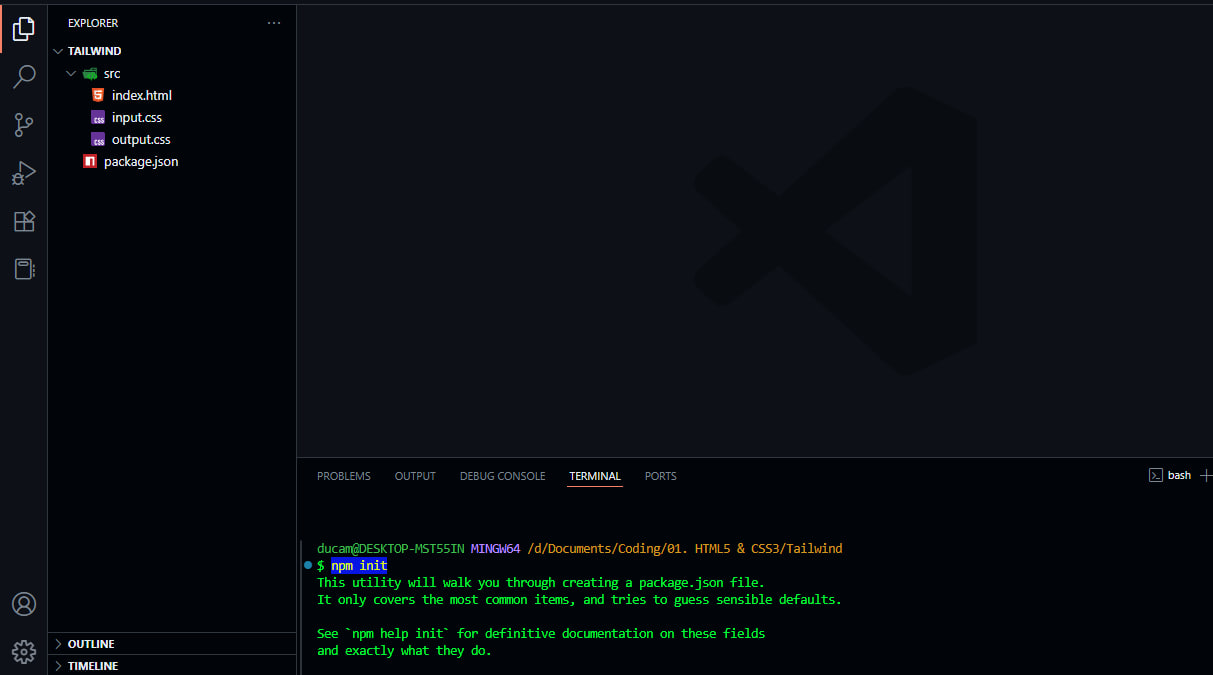 EXPLORER
TAILWIND
src
index.html
input.css
output.css
package.json
OUTLINE
TIMELINE
PROBLEMS OUTPUT DEBUG CONSOLE TERMINAL PORTS
bash
ducam@DESKTOP-MST55IN MINGW64 /d/Documents/Coding/01. HTML5 & CSS3/Tailwind
$ npm init
This utility will walk you through creating a package.json file.
It only covers the most common items, and tries to guess sensible defaults.
See `npm help init` for definitive documentation on these fields
and exactly what they do.